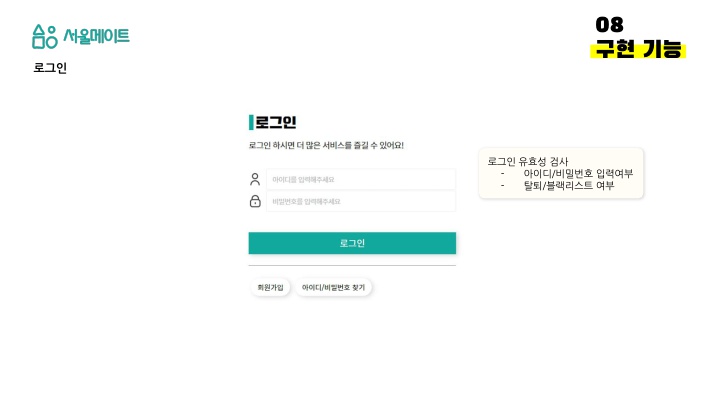 서울메이트
08
구현 기능
로그인
로그인
로그인 하시면 더 많은 서비스를 즐길 수 있어요!
아이디를 입력해주세요
비밀번호를 입력해주세요
로그인
회원가입
아이디/비밀번호 찾기
로그인 유효성 검사
- 아이디/비밀번호 입력여부
- 탈퇴/블랙리스트 여부